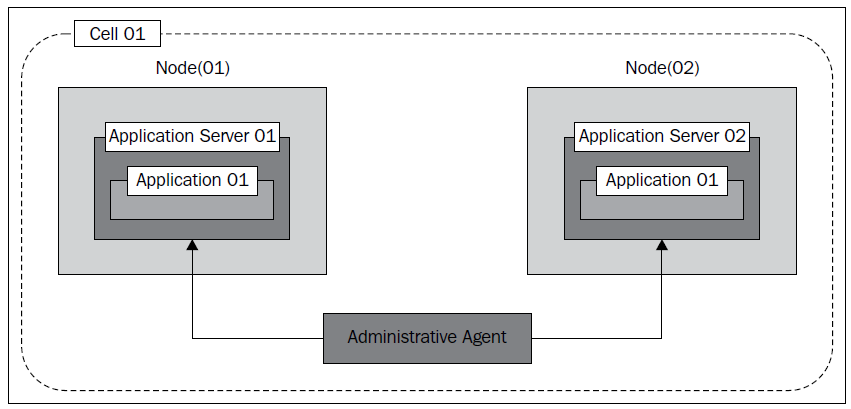 Cell 01
Node(01)
Node(02)
Application Server 01
Application Server 02
Application 01
Application 01
Administrative Agent